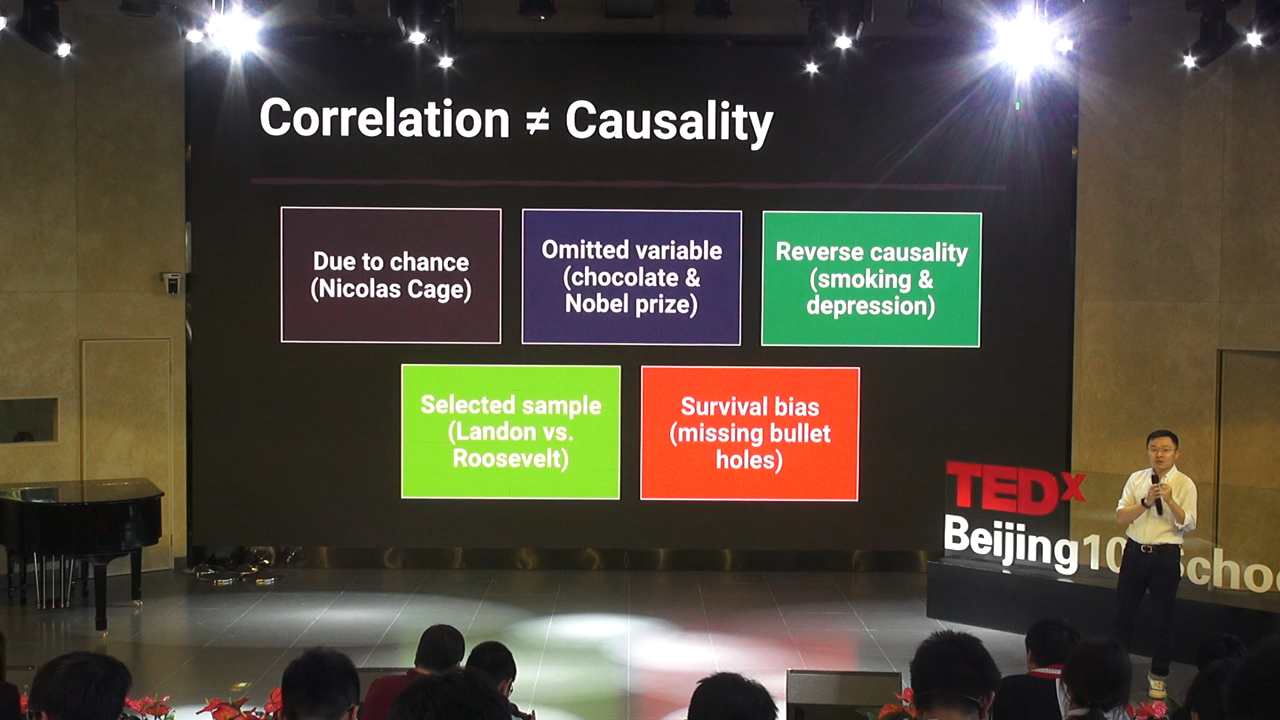 Correlation ≠ Causality
Due to chance
(Nicolas Cage)
Omitted variable
(chocolate &
Nobel prize)
Reverse causality
(smoking &
depression)
Selected sample
(Landon vs.
Roosevelt)
Survival bias
(missing bullet
holes)
TEDx
Beijing10